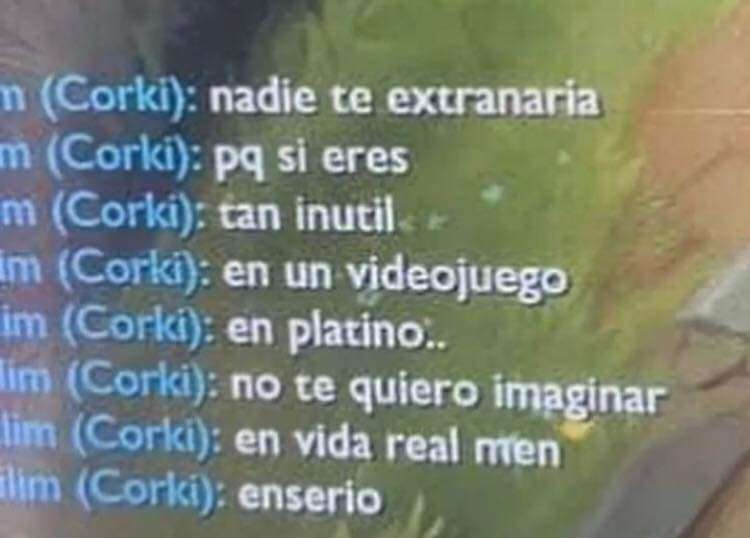 m (Corki): nadie te extranaria
m (Corki): pq si eres
m (Corki): tan inutil
im (Corki): en un videojuego
im (Corki): en platino..
lim (Corki): no te quiero imaginar
lim (Corki): en vida real men
ilim (Corki): enserio